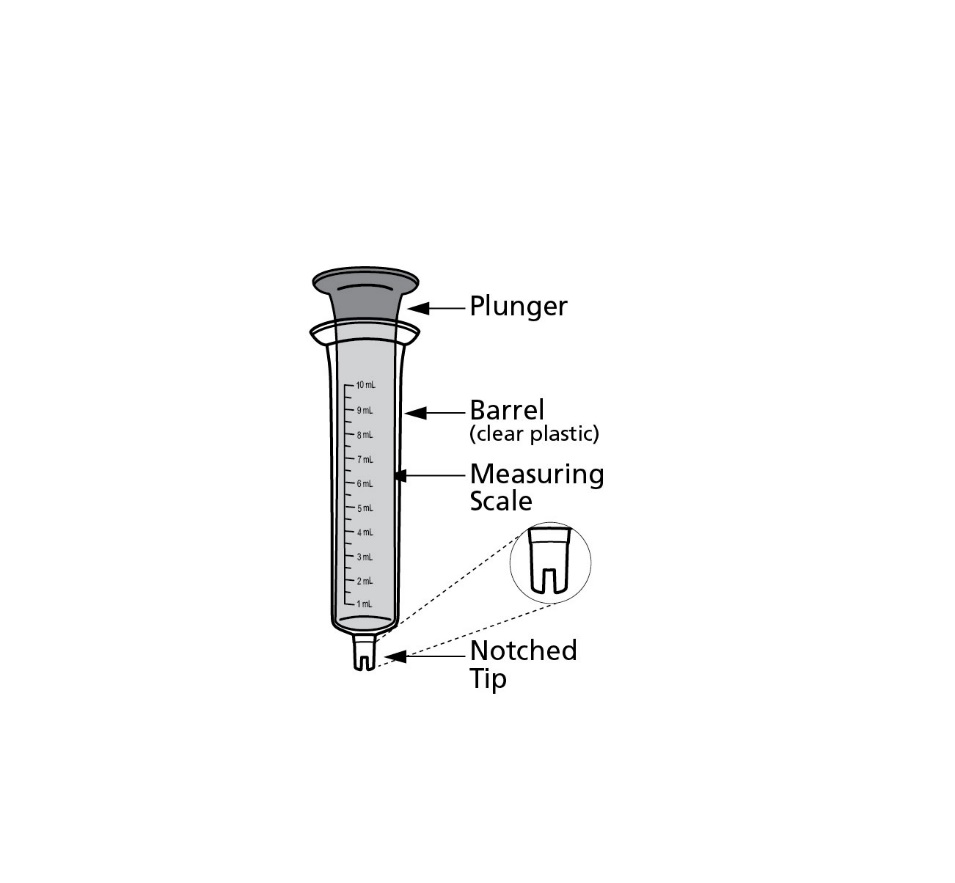 Plunger
10 mL
Barrel
(clear plastic)
9 mL
8 mL
7 mL
Measuring
Scale
6 mL
5 mL
4 mL
3 mL
2 mL
1 mL
Notched
Tip